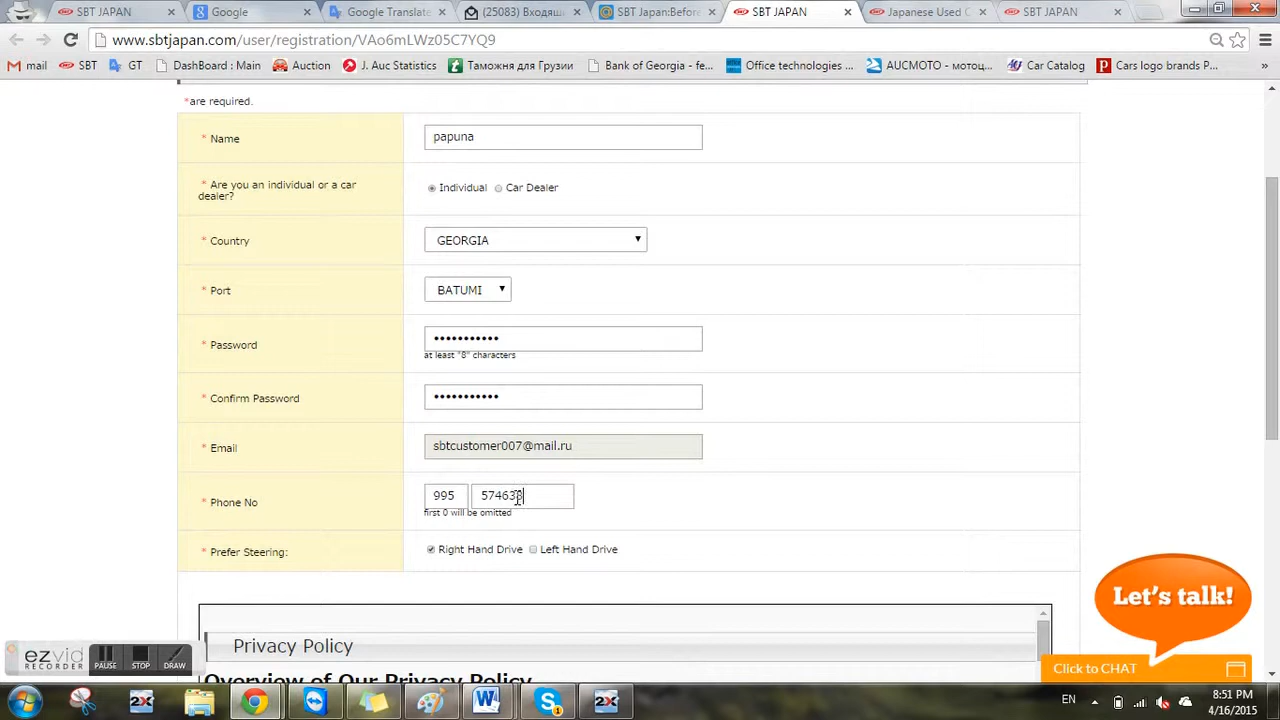 SBT JAPAN
Google
Google Translate
(25083) Входящи
SBT Japan:Before
SBT JAPAN
Japanese Used C
SBT JAPAN
www.sbtjapan.com/user/registration/VAo6mLWz05C7YQ9
mail
SBT
GT
DashBoard : Main
Auction
J. Auc Statistics
Таможня для Грузии
Bank of Georgia - fe...
Office technologies ...
AUCMOTO - мотоц...
Car Catalog
Cars logo brands P...
*are required.
* Name
papuna
* Are you an individual or a car
dealer?
Individual
Car Dealer
* Country
GEORGIA
* Port
BATUMI
* Password
•••••••••••
at least "8" characters
* Confirm Password
•••••••••••
* Email
sbtcustomer007@mail.ru
* Phone No
995
first 0 will be omitted
* Prefer Steering:
Right Hand Drive
Left Hand Drive
Let's talk!
Privacy Policy
Click to CHAT
Overview of Our Privacy Policy
ezvid
RECORDER
PAUSE
STOP
DRAW
EN
8:51 PM
4/16/2015